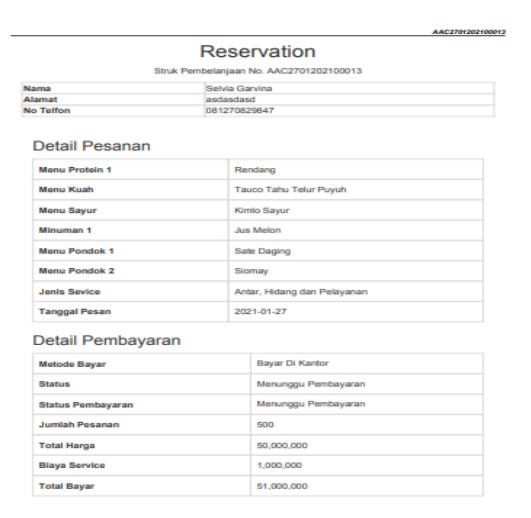 AAC2701202100013
Reservation
Struk Pembelanjaan No. AAC2701202100013
Nama Selvia Garvina
Alamat asdasdasd
No Telfon 081270829847
Detail Pesanan
Menu Protein 1 Rendang
Menu Kuah Tauco Tahu Telur Puyuh
Menu Sayur Kimlo Sayur
Minuman 1 Jus Melon
Menu Pondok 1 Sate Daging
Menu Pondok 2 Siomay
Jenis Sevice Antar, Hidang dan Pelayanan
Tanggal Pesan 2021-01-27
Detail Pembayaran
Metode Bayar Bayar Di Kantor
Status Menunggu Pembayaran
Status Pembayaran Menunggu Pembayaran
Jumlah Pesanan 500
Total Harga 50,000,000
Biaya Service 1,000,000
Total Bayar 51,000,000